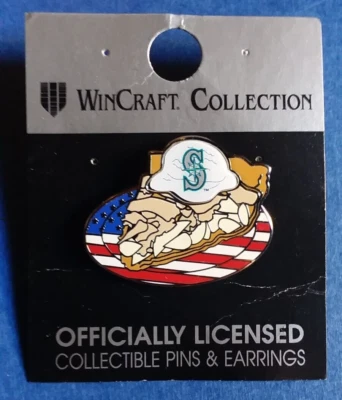 WINCRAFT COLLECTION
S
OFFICIALLY LICENSED
COLLECTIBLE PINS & EARRINGS